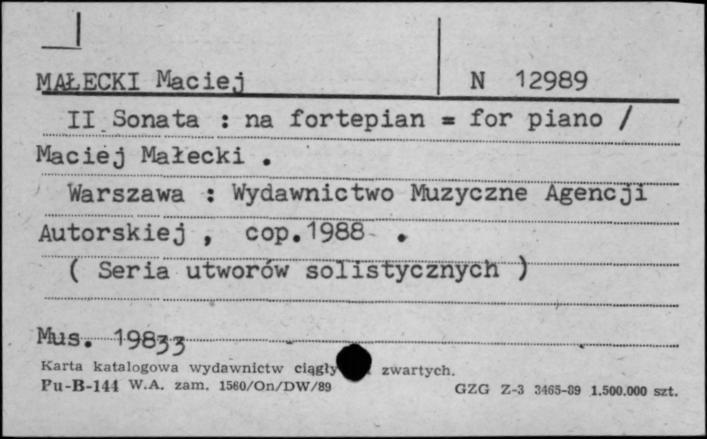 MAŁECKI Maciej N 12989
II Sonata : na fortepian = for piano /
Maciej Małecki .
Warszawa : Wydawnictwo Muzyczne Agencji
Autorskiej , cop.1988 .
( Seria utworów solistycznych )
Mus. 19833
Karta katalogowa wydawnictw zwartych.
Pu-B-144 W.A. zam. 1560/On/DW/89 GZG Z-3 3465-89 1.500.000 szt.